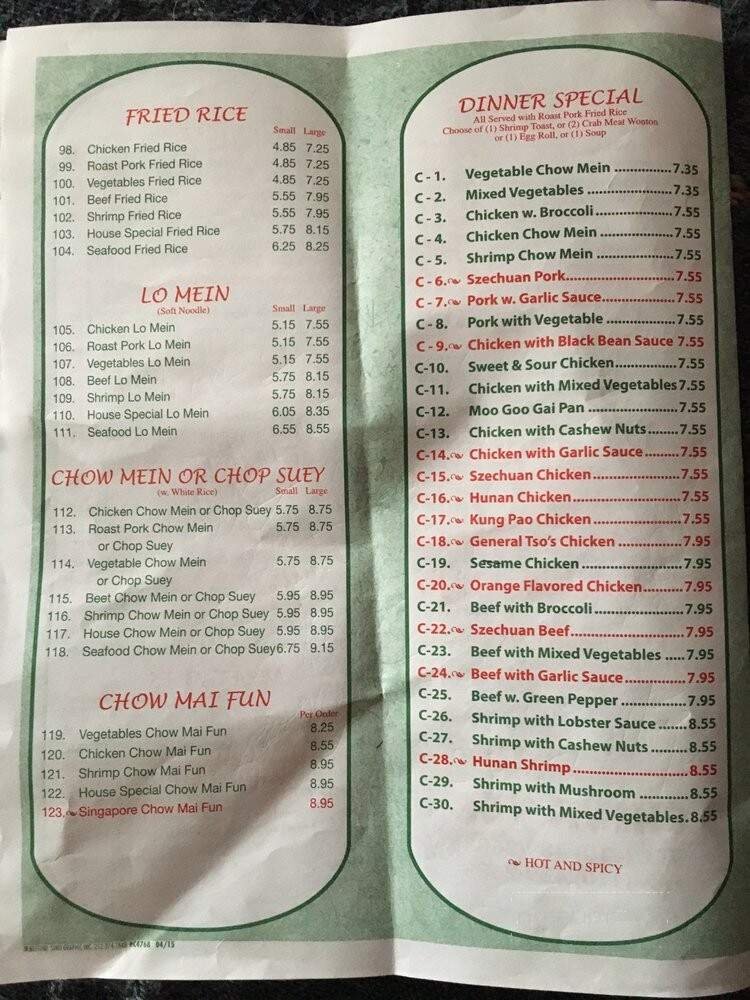 FRIED RICE
Small Large
98. Chicken Fried Rice 4.85 7.25
99. Roast Pork Fried Rice 4.85 7.25
100. Vegetables Fried Rice 4.85 7.25
101. Beef Fried Rice 5.55 7.95
102. Shrimp Fried Rice 5.55 7.95
103. House Special Fried Rice 5.75 8.15
104. Seafood Fried Rice 6.25 8.25
LO MEIN
(Soft Noodle) Small Large
105. Chicken Lo Mein 5.15 7.55
106. Roast Pork Lo Mein 5.15 7.55
107. Vegetables Lo Mein 5.15 7.55
108. Beef Lo Mein 5.75 8.15
109. Shrimp Lo Mein 5.75 8.15
110. House Special Lo Mein 6.05 8.35
111. Seafood Lo Mein 6.55 8.55
CHOW MEIN OR CHOP SUEY
(w. White Rice) Small Large
112. Chicken Chow Mein or Chop Suey 5.75 8.75
113. Roast Pork Chow Mein 5.75 8.75
or Chop Suey
114. Vegetable Chow Mein 5.75 8.75
or Chop Suey
115. Beet Chow Mein or Chop Suey 5.95 8.95
116. Shrimp Chow Mein or Chop Suey 5.95 8.95
117. House Chow Mein or Chop Suey 5.95 8.95
118. Seafood Chow Mein or Chop Suey 6.75 9.15
CHOW MAI FUN
Per Order
119. Vegetables Chow Mai Fun 8.25
120. Chicken Chow Mai Fun 8.55
121. Shrimp Chow Mai Fun 8.95
122. House Special Chow Mai Fun 8.95
123. Singapore Chow Mai Fun 8.95
#C4768 04/15
DINNER SPECIAL
All Served with Roast Pork Fried Rice
Choose of (1) Shrimp Toast, or (2) Crab Meat Wonton
or (1) Egg Roll, or (1) Soup
C - 1. Vegetable Chow Mein ..............7.35
C - 2. Mixed Vegetables ....................7.35
C - 3. Chicken w. Broccoli...................7.55
C - 4. Chicken Chow Mein ..................7.55
C - 5. Shrimp Chow Mein ...................7.55
C - 6. Szechuan Pork..........................7.55
C - 7. Pork w. Garlic Sauce..................7.55
C - 8. Pork with Vegetable .................7.55
C - 9. Chicken with Black Bean Sauce 7.55
C-10. Sweet & Sour Chicken...............7.55
C-11. Chicken with Mixed Vegetables 7.55
C-12. Moo Goo Gai Pan .....................7.55
C-13. Chicken with Cashew Nuts........7.55
C-14. Chicken with Garlic Sauce.........7.55
C-15. Szechuan Chicken.....................7.55
C-16. Hunan Chicken..........................7.55
C-17. Kung Pao Chicken .....................7.55
C-18. General Tso's Chicken ...............7.95
C-19. Sesame Chicken ........................7.95
C-20. Orange Flavored Chicken..........7.95
C-21. Beef with Broccoli......................7.95
C-22. Szechuan Beef...........................7.95
C-23. Beef with Mixed Vegetables .....7.95
C-24. Beef with Garlic Sauce...............7.95
C-25. Beef w. Green Pepper ................7.95
C-26. Shrimp with Lobster Sauce .......8.55
C-27. Shrimp with Cashew Nuts .........8.55
C-28. Hunan Shrimp...........................8.55
C-29. Shrimp with Mushroom ............8.55
C-30. Shrimp with Mixed Vegetables.8.55
HOT AND SPICY